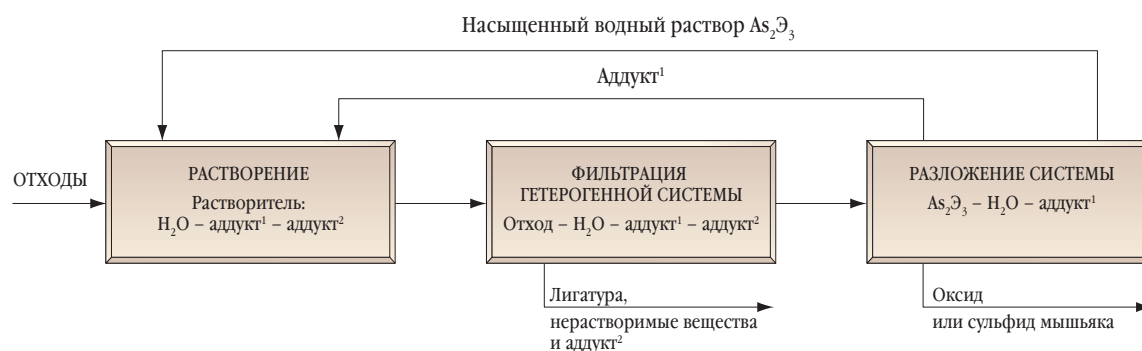 Насыщенный водный раствор As₂Э₃
Аддукт¹
ОТХОДЫ
РАСТВОРЕНИЕ
Растворитель:
H₂O – аддукт¹ – аддукт²
ФИЛЬТРАЦИЯ
ГЕТЕРОГЕННОЙ СИСТЕМЫ
Отход – H₂O – аддукт¹ – аддукт²
РАЗЛОЖЕНИЕ СИСТЕМЫ
As₂Э₃ – H₂O – аддукт¹
Лигатура,
нерастворимые вещества
и аддукт²
Оксид
или сульфид мышьяка